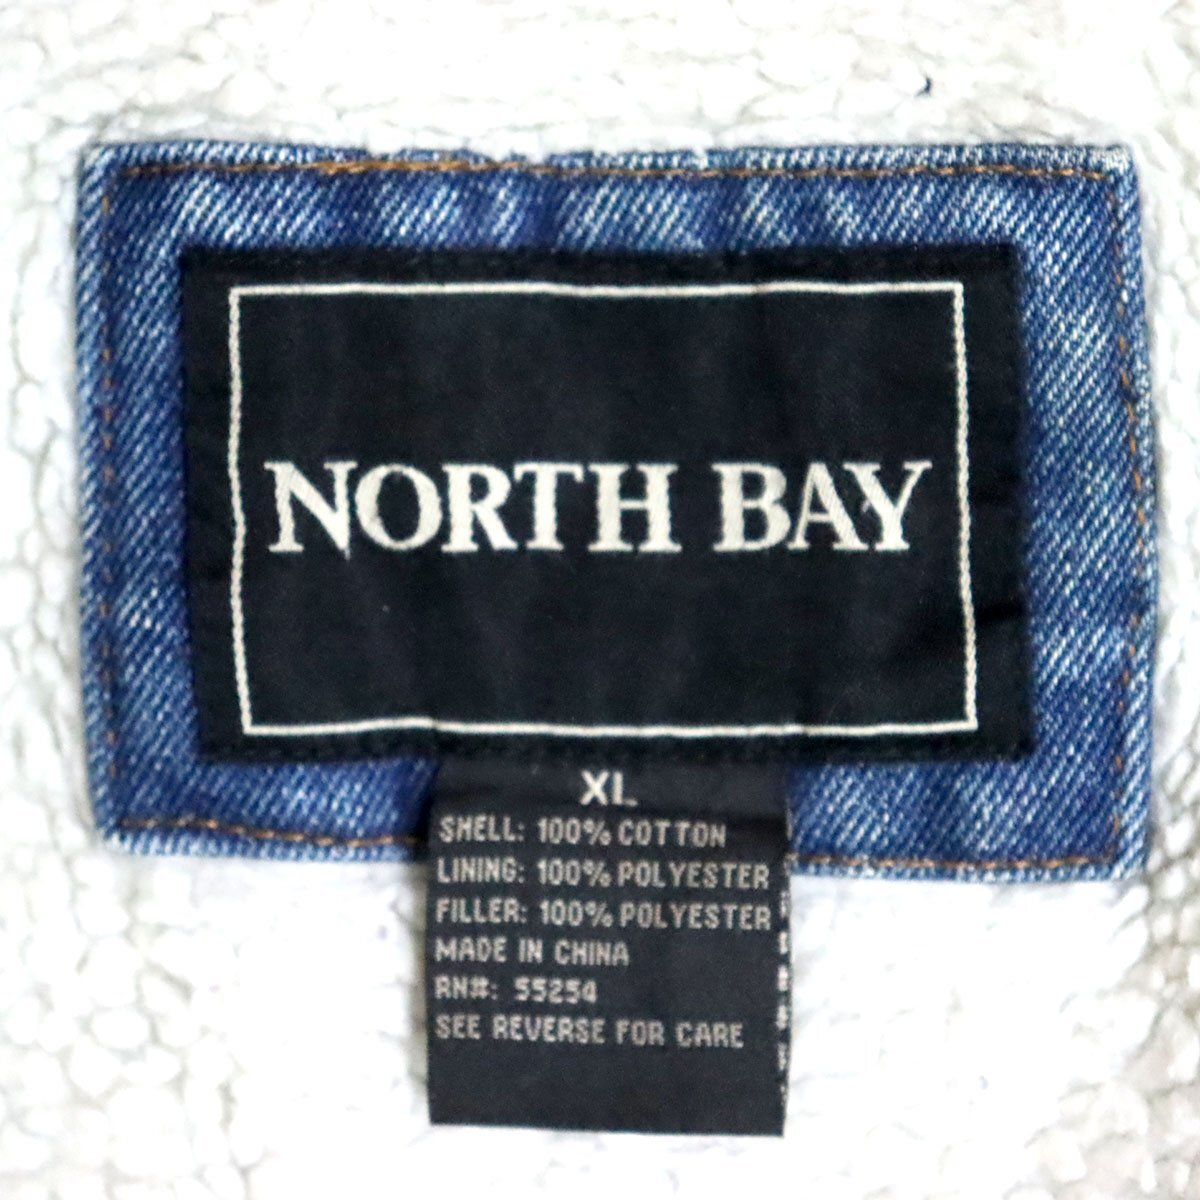 NORTH BAY
XL
SHELL: 100% COTTON
LINING: 100% POLYESTER
FILLER: 100% POLYESTER
MADE IN CHINA
RN#: 55254
SEE REVERSE FOR CARE